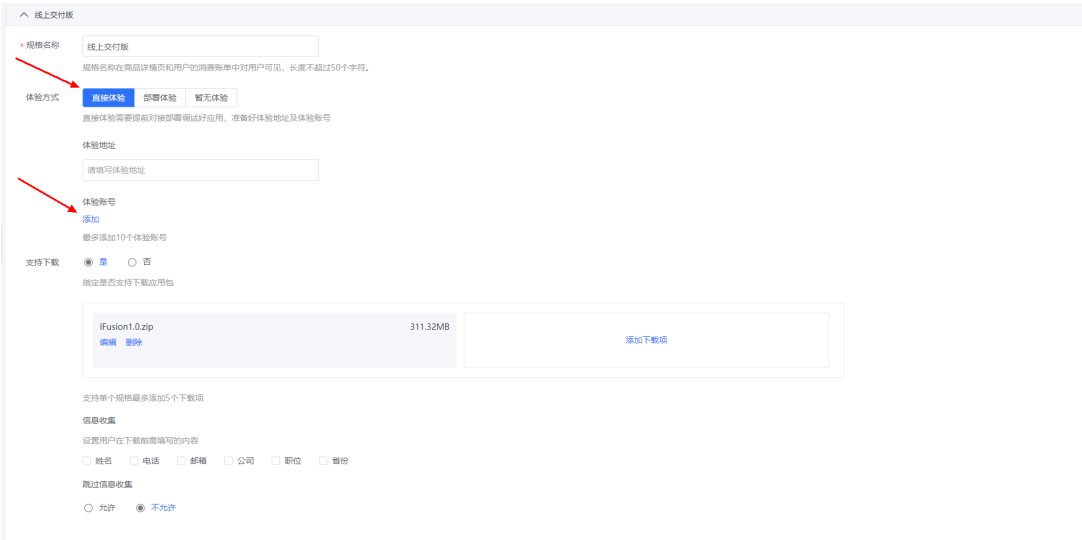 线上交付版
* 规格名称 线上交付版
规格名称在商品详情页和用户的消费账单中对用户可见，长度不超过50个字符。
体验方式 直接体验 部署体验 暂无体验
直接体验需要提前对接部署调试好应用，准备好体验地址及体验账号
体验地址
请填写体验地址
体验账号
添加
最多添加10个体验账号
支持下载 是 否
指定是否支持下载应用包
IFusion1.0.zip 311.32MB
编辑 删除
添加下载项
支持单个规格最多添加5个下载项
信息收集
设置用户在下载前需填写的内容
姓名 电话 邮箱 公司 职位 省份
跳过信息收集
允许 不允许